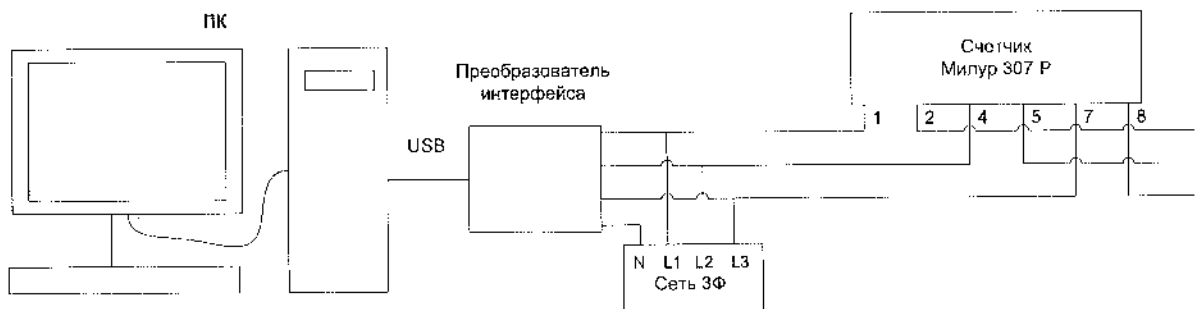 ПК
Счетчик
Милур 307 Р
Преобразователь
интерфейса
USB
1 2 4 5 7 8
N L1 L2 L3
Сеть 3Ф